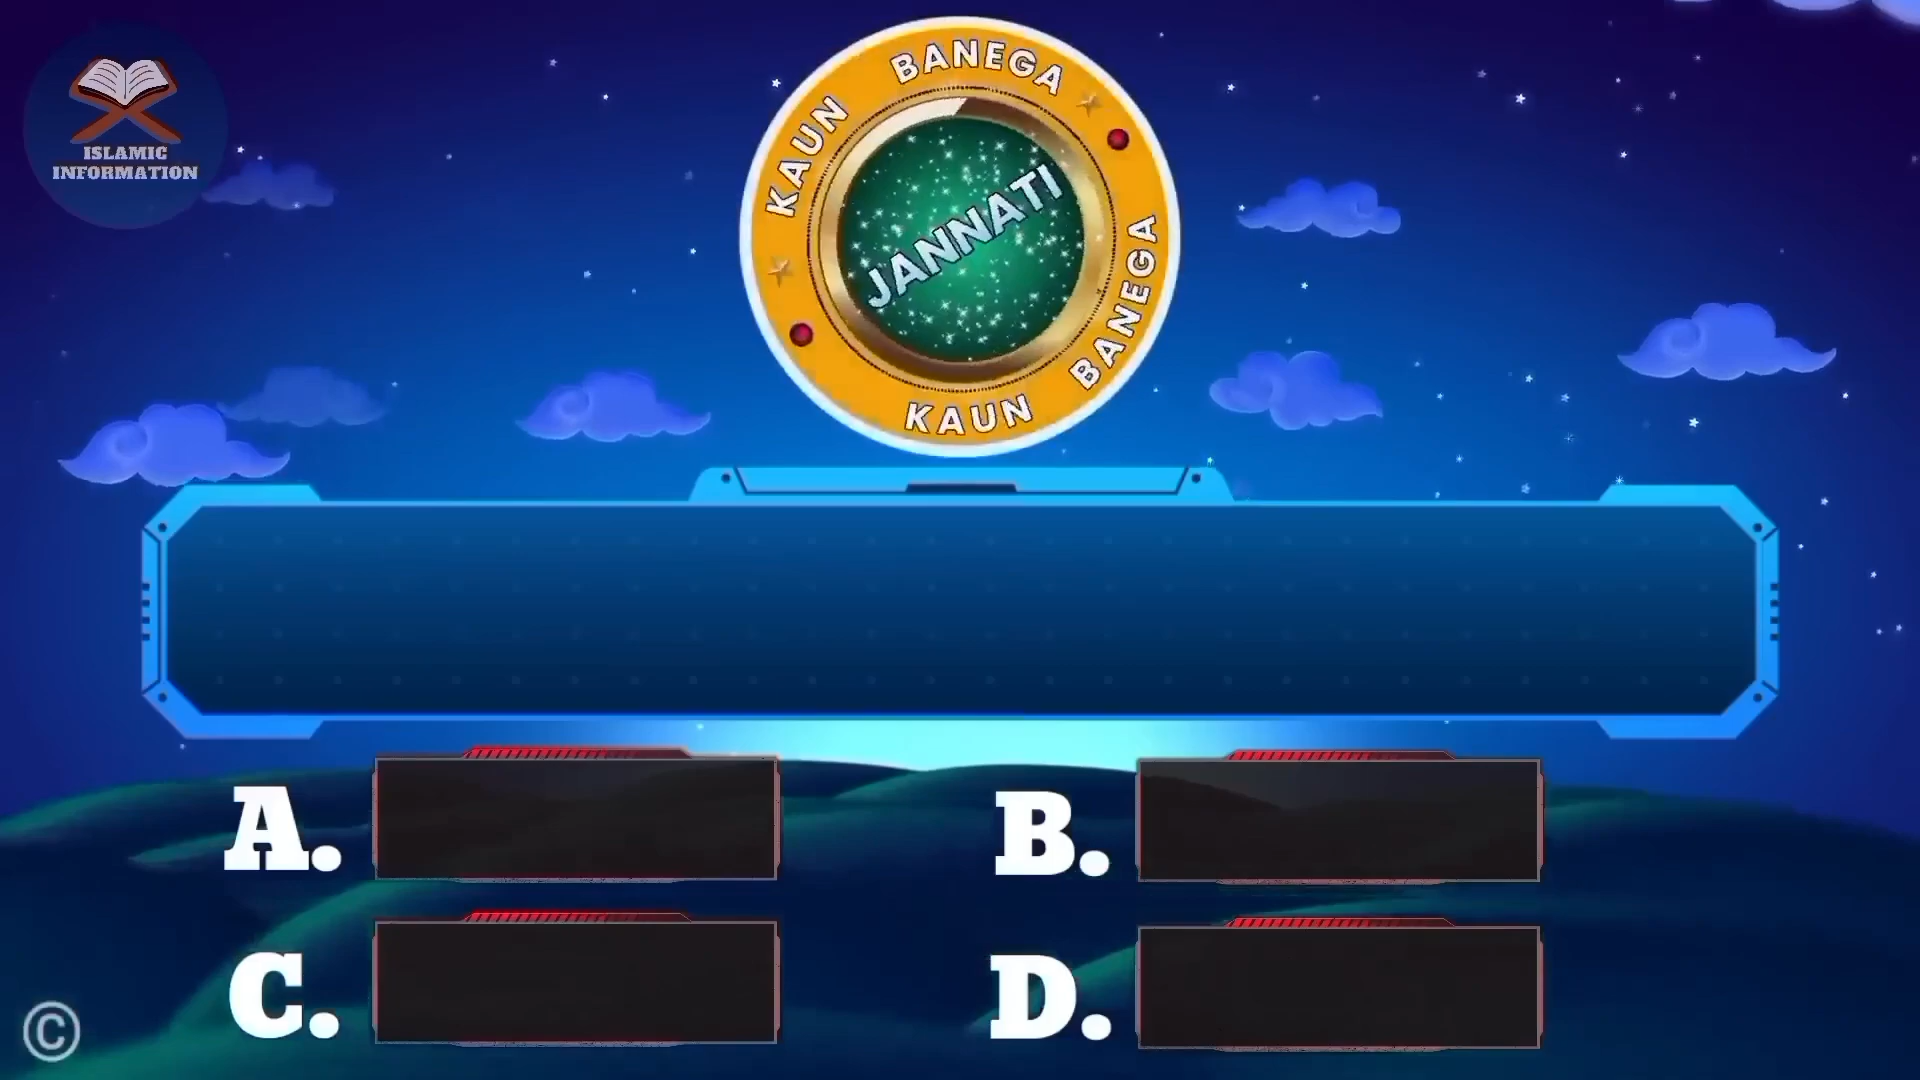 ISLAMIC
INFORMATION
KAUN BANEGA
JANNATI
KAUN BANEGA
A.
B.
C.
D.
©